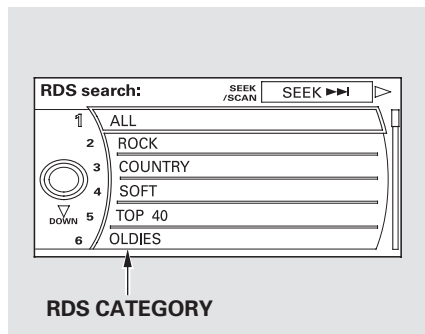 RDS search: SEEK /SCAN SEEK ►►I
1 ALL
2 ROCK
3 COUNTRY
4 SOFT
DOWN 5 TOP 40
6 OLDIES
RDS CATEGORY